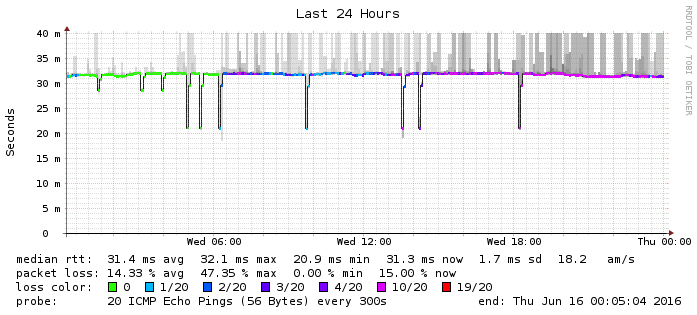 Last 24 Hours
RRDTOOL / TOBI OETIKER
Seconds
40 m
35 m
30 m
25 m
20 m
15 m
10 m
5 m
0
Wed 06:00 Wed 12:00 Wed 18:00 Thu 00:00
median rtt: 31.4 ms avg 32.1 ms max 20.9 ms min 31.3 ms now 1.7 ms sd 18.2 am/s
packet loss: 14.33 % avg 47.35 % max 0.00 % min 15.00 % now
loss color: 0 1/20 2/20 3/20 4/20 10/20 19/20
probe: 20 ICMP Echo Pings (56 Bytes) every 300s end: Thu Jun 16 00:05:04 2016